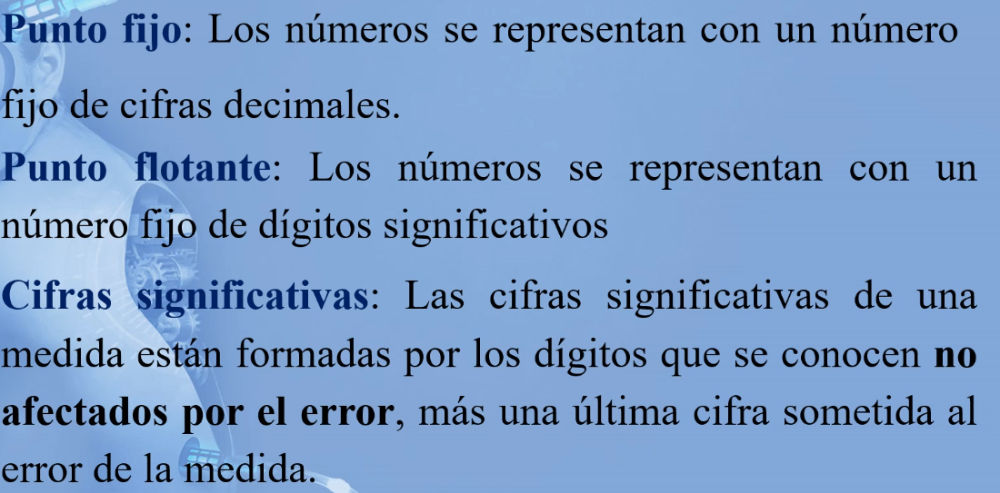 Punto fijo: Los números se representan con un número
fijo de cifras decimales.
Punto flotante: Los números se representan con un
número fijo de dígitos significativos
Cifras significativas: Las cifras significativas de una
medida están formadas por los dígitos que se conocen no
afectados por el error, más una última cifra sometida al
error de la medida.